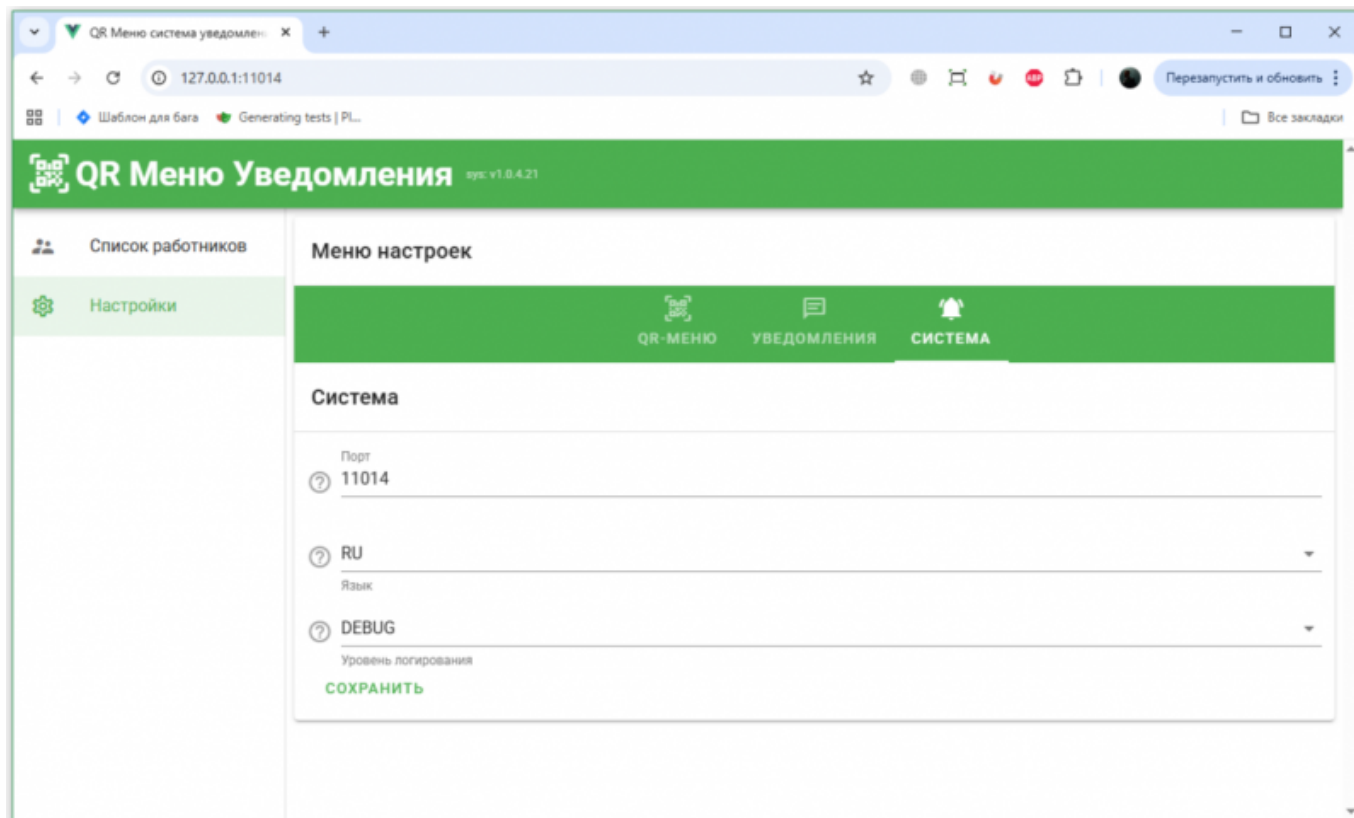 QR Меню система уведомлен
127.0.0.1:11014
ABP
Перезапустить и обновить
Шаблон для бага
Generating tests | Pl...
Все закладки
QR Меню Уведомления sys: v1.0.4.21
Список работников
Настройки
Меню настроек
QR-МЕНЮ
УВЕДОМЛЕНИЯ
СИСТЕМА
Система
Порт
11014
RU
Язык
DEBUG
Уровень логирования
СОХРАНИТЬ